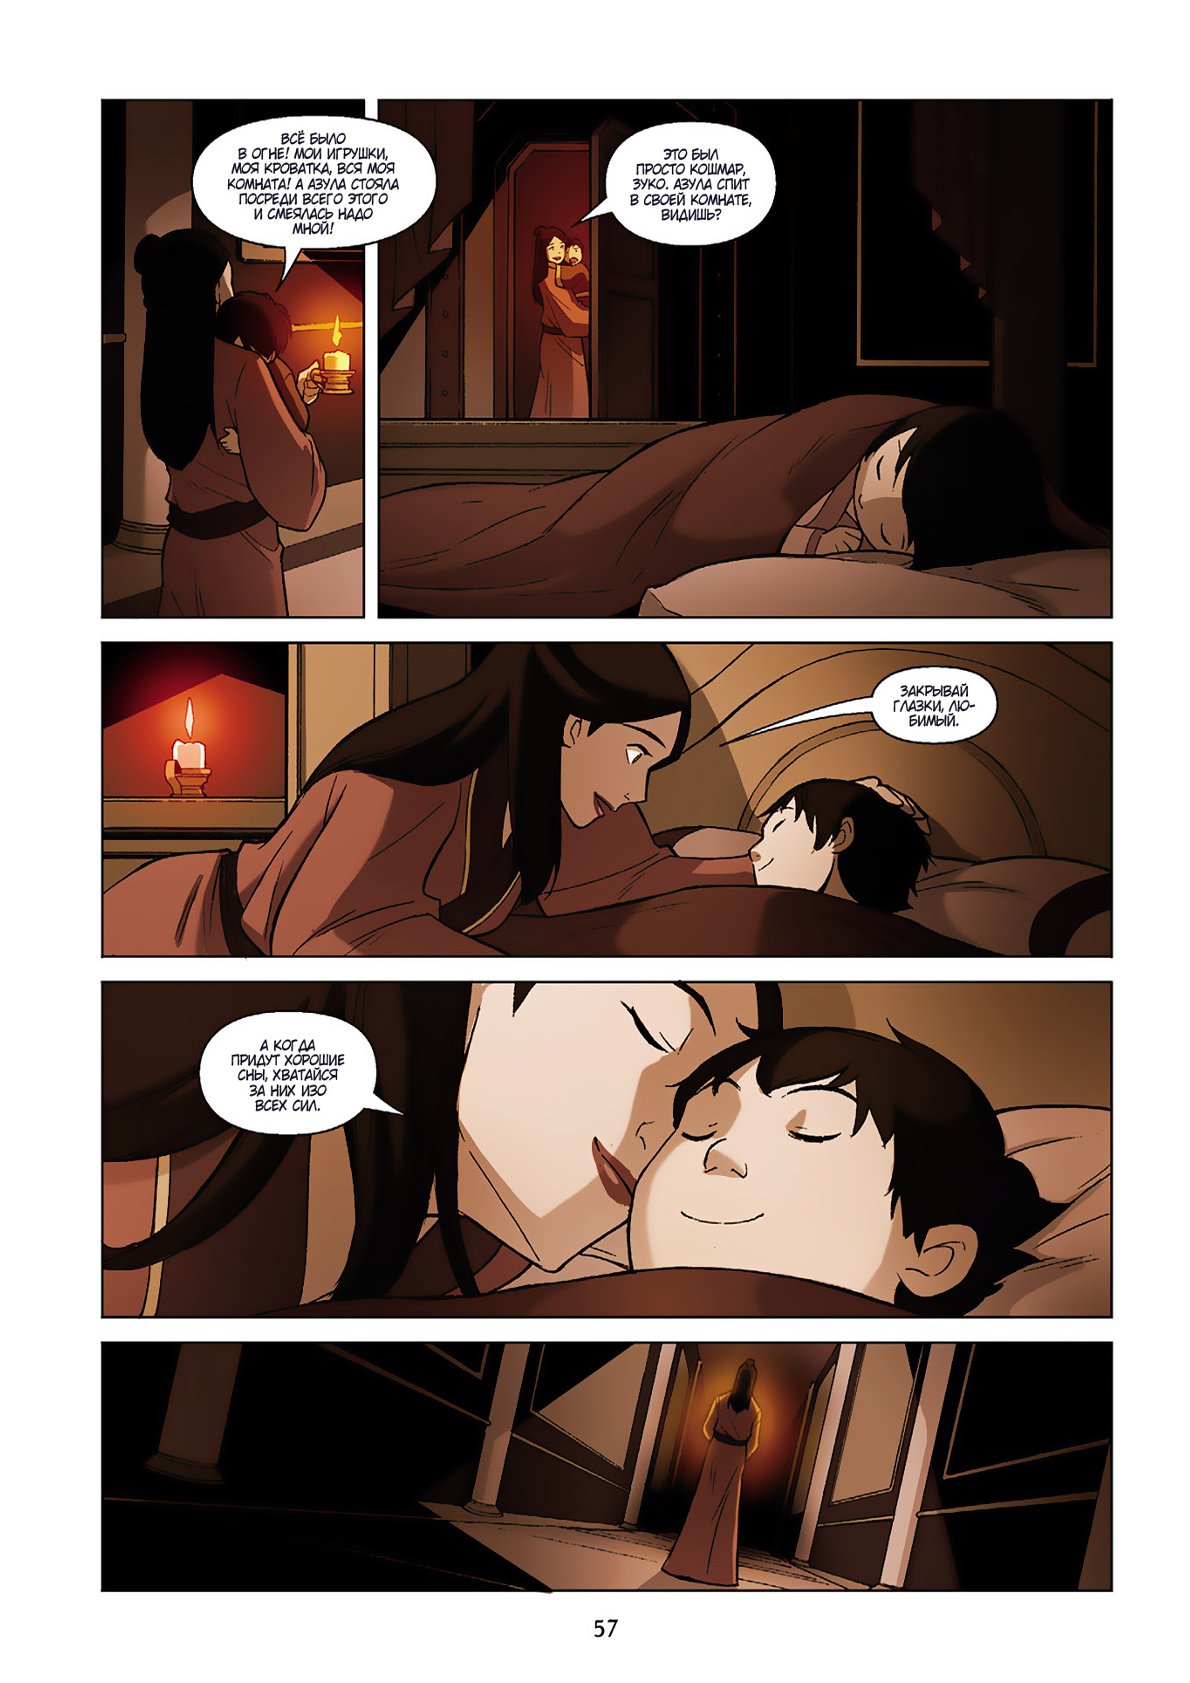 ВСЁ БЫЛО
В ОГНЕ! МОИ ИГРУШКИ,
МОЯ КРОВАТКА, ВСЯ МОЯ
КОМНАТА! А АЗУЛА СТОЯЛА
ПОСРЕДИ ВСЕГО ЭТОГО
И СМЕЯЛАСЬ НАДО
МНОЙ!
ЭТО БЫЛ
ПРОСТО КОШМАР,
ЗУКО. АЗУЛА СПИТ
В СВОЕЙ КОМНАТЕ,
ВИДИШЬ?
ЗАКРЫВАЙ
ГЛАЗКИ, ЛЮ-
БИМЫЙ.
А КОГДА
ПРИДУТ ХОРОШИЕ
СНЫ, ХВАТАЙСЯ
ЗА НИХ ИЗО
ВСЕХ СИЛ.
57